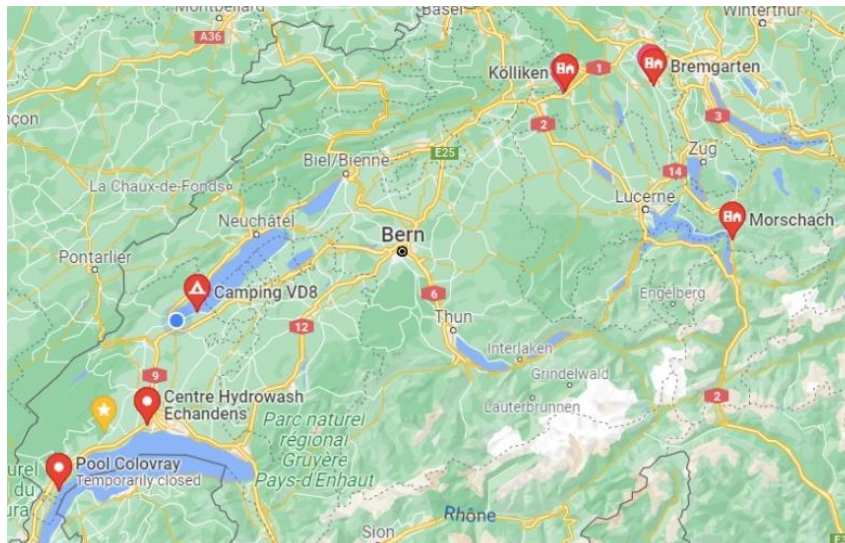 Montbéliard
Basel
Winterthur
A36
Kölliken
1
Bremgarten
3
2
E25
Zug
Biel/Bienne
14
La Chaux-de-Fonds
Lucerne
Neuchâtel
Bern
Morschach
Pontarlier
Camping VD8
6
Engelberg
12
Thun
Interlaken
9
Grindelwald
Centre Hydrowash
Echandens
Lauterbrunnen
2
Parc naturel
régional
Gruyère
Pays-d'Enhaut
Pool Colovray
Temporarily closed
du
Rhône
Sion